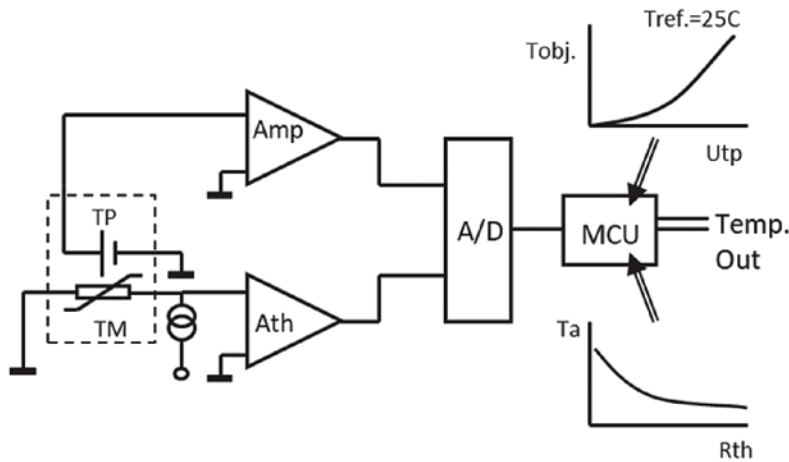 Tref.=25C
Tobj.
Amp
Utp
TP
A/D
MCU
Temp.
Out
TM
Ath
Ta
Rth